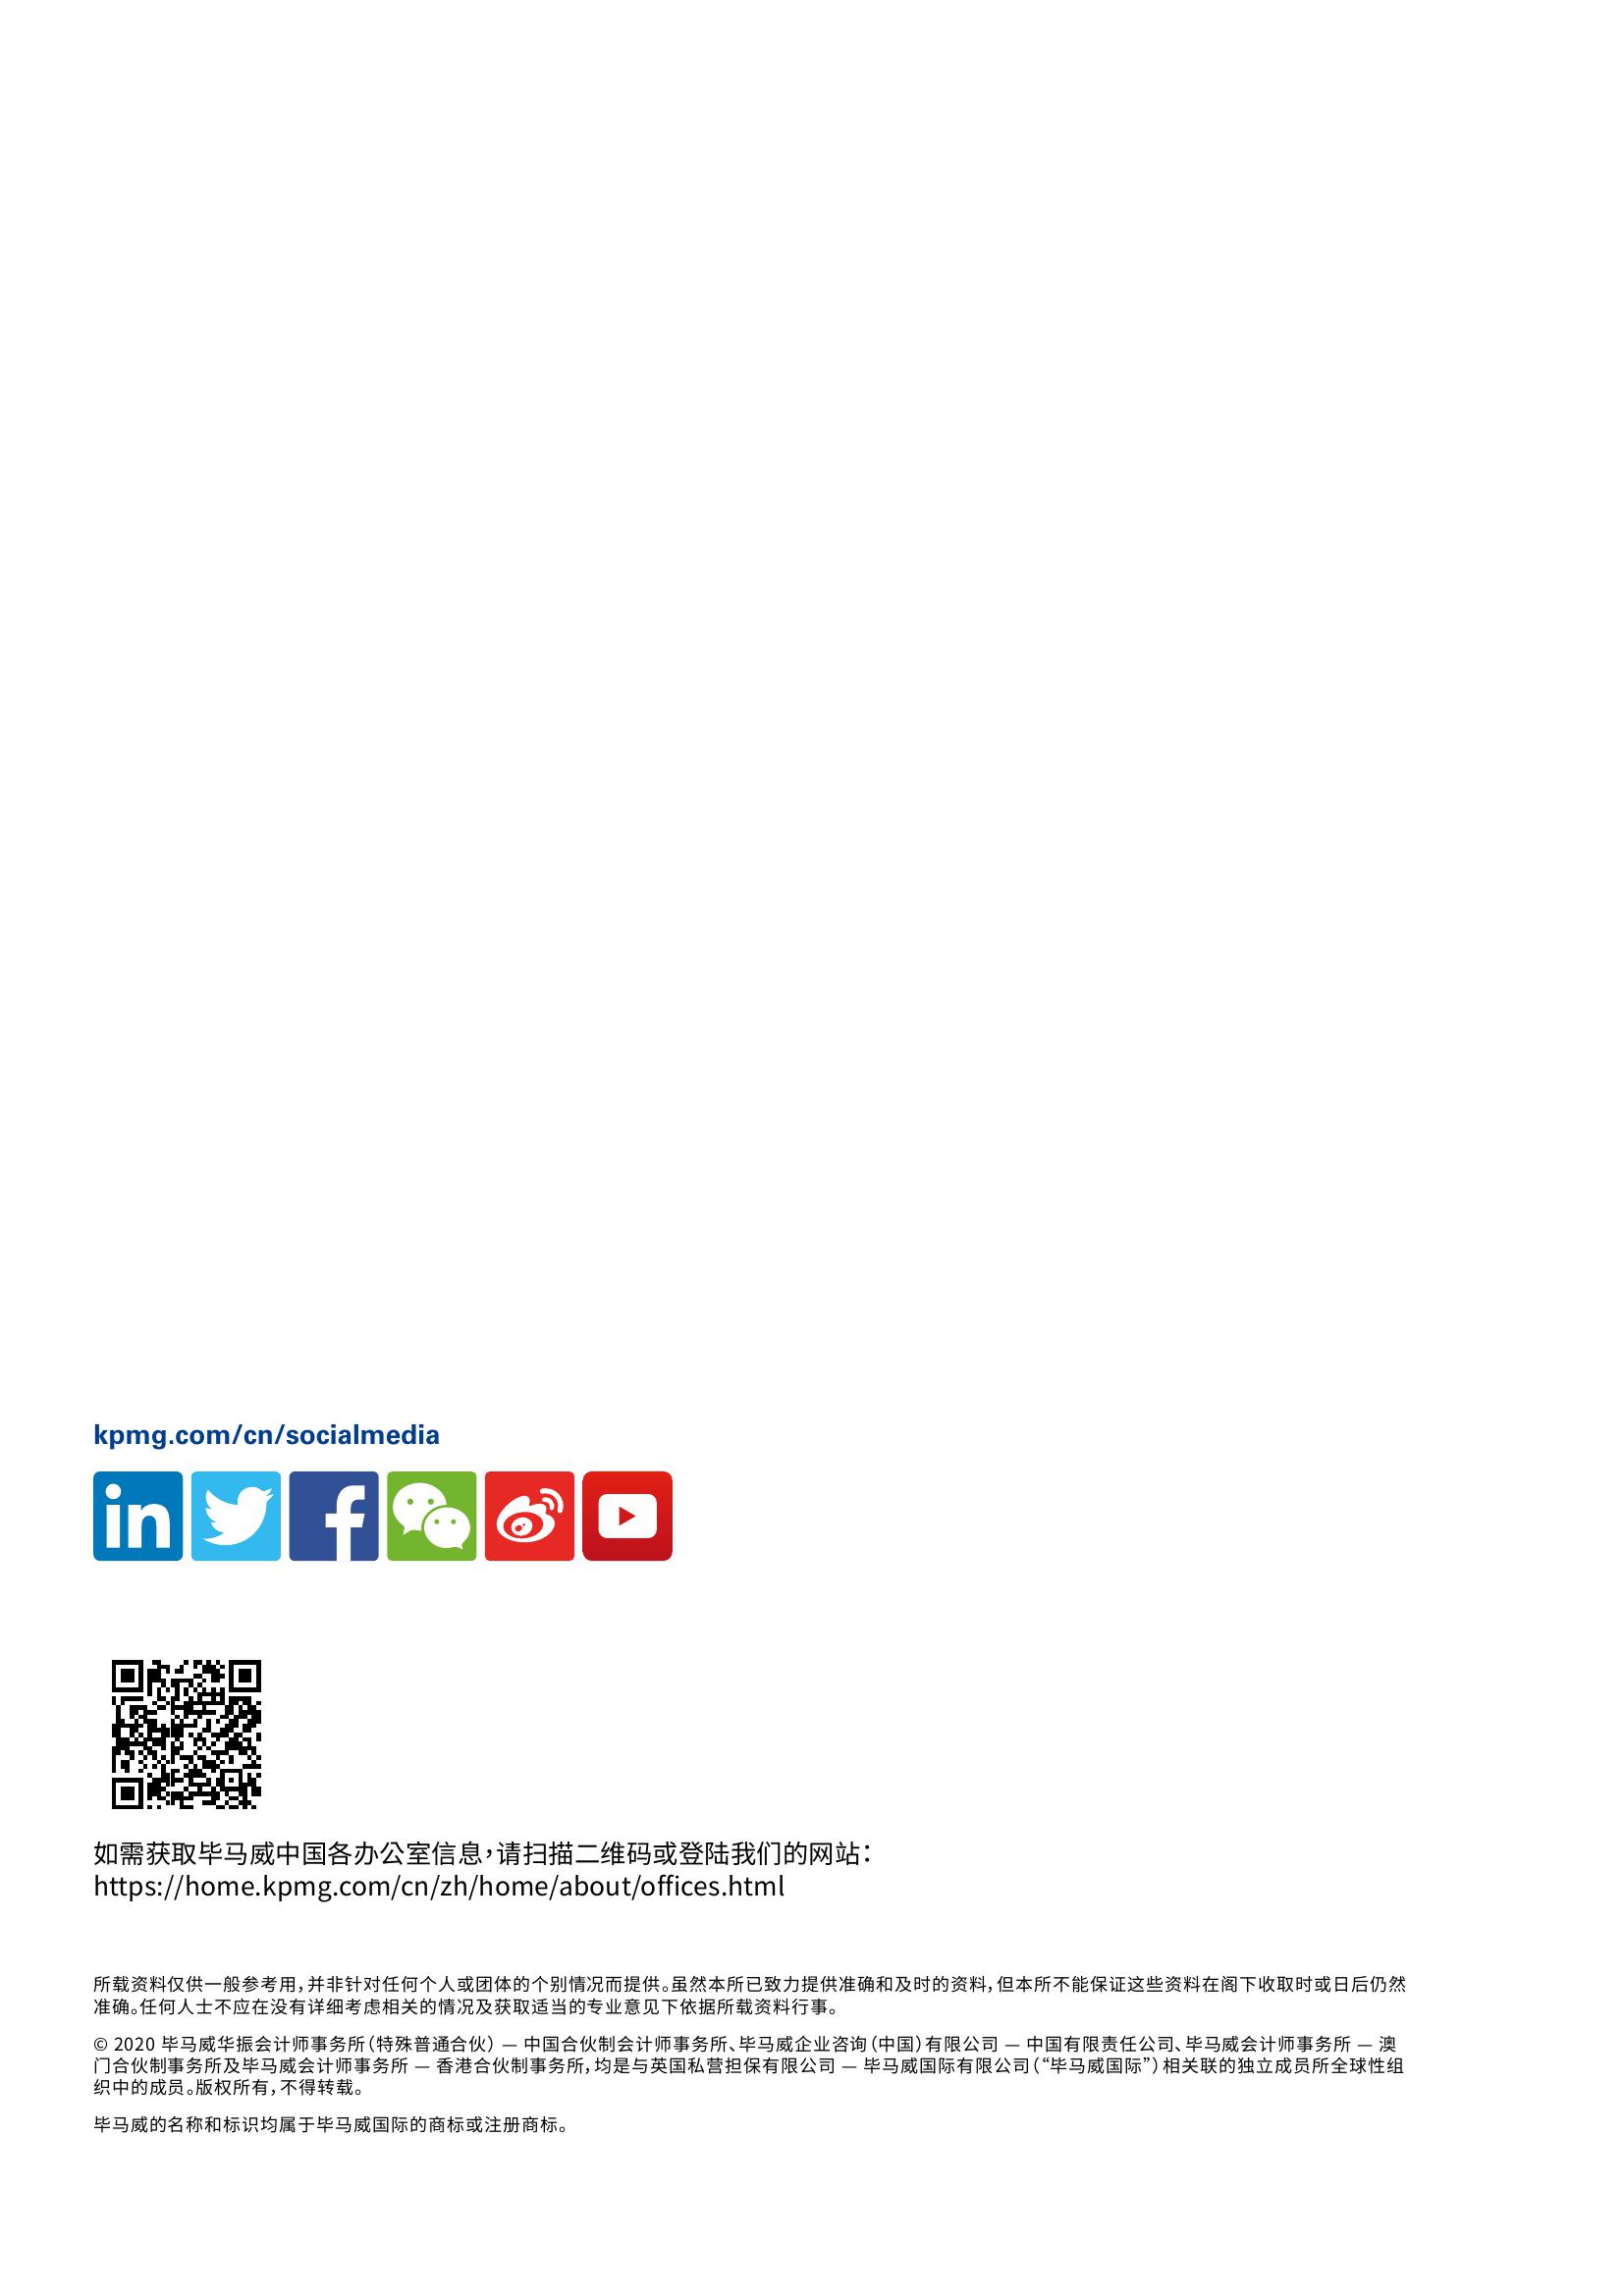 kpmg.com/cn/socialmedia
in
如需获取毕马威中国各办公室信息，请扫描二维码或登陆我们的网站：
https://home.kpmg.com/cn/zh/home/about/offices.html
所载资料仅供一般参考用，并非针对任何个人或团体的个别情况而提供。虽然本所已致力提供准确和及时的资料，但本所不能保证这些资料在阁下收取时或日后仍然
准确。任何人士不应在没有详细考虑相关的情况及获取适当的专业意见下依据所载资料行事。
© 2020 毕马威华振会计师事务所（特殊普通合伙） — 中国合伙制会计师事务所、毕马威企业咨询（中国）有限公司 — 中国有限责任公司、毕马威会计师事务所 — 澳
门合伙制事务所及毕马威会计师事务所 — 香港合伙制事务所，均是与英国私营担保有限公司 — 毕马威国际有限公司（“毕马威国际”）相关联的独立成员所全球性组
织中的成员。版权所有，不得转载。
毕马威的名称和标识均属于毕马威国际的商标或注册商标。